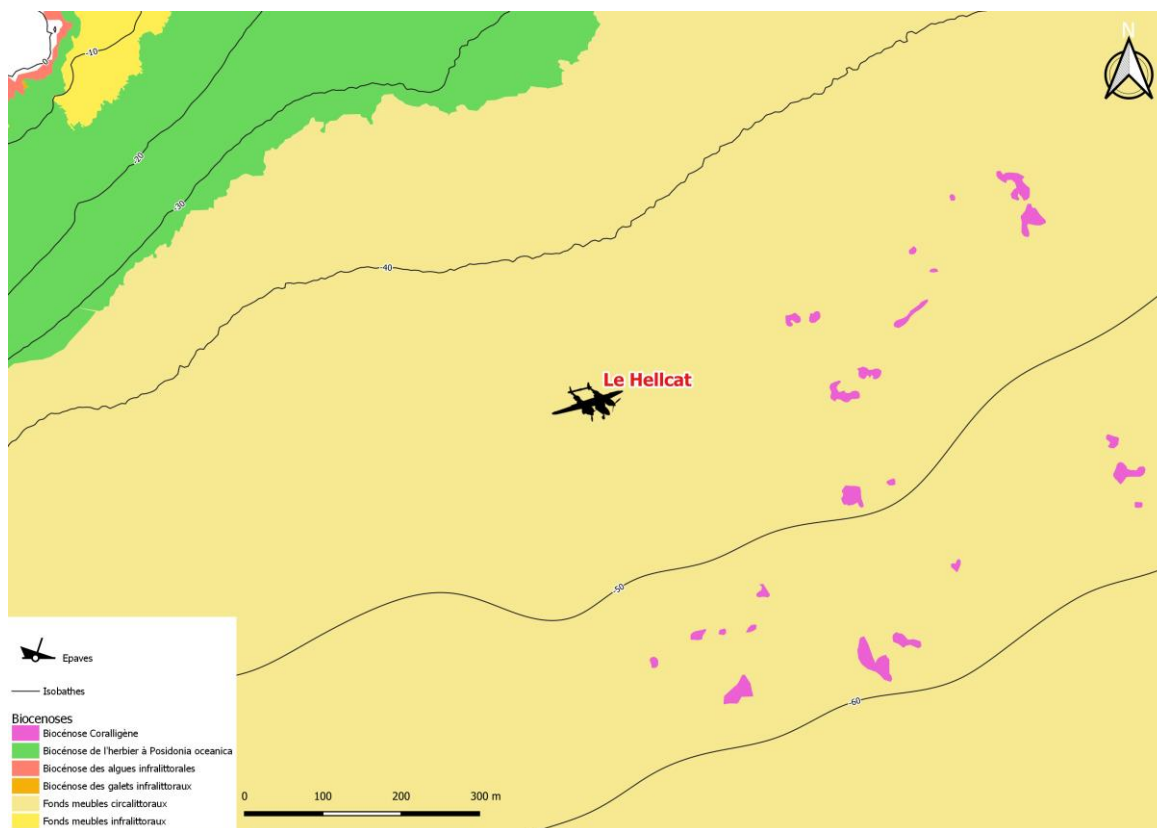 N
0
-10
-20
-30
-40
Le Hellcat
-50
-60
Epaves
Isobathes
Biocenoses
Biocénose Coralligène
Biocénose de l'herbier à Posidonia oceanica
Biocénose des algues infralittorales
Biocénose des galets infralittoraux
Fonds meubles circalittoraux
Fonds meubles infralittoraux
0 100 200 300 m